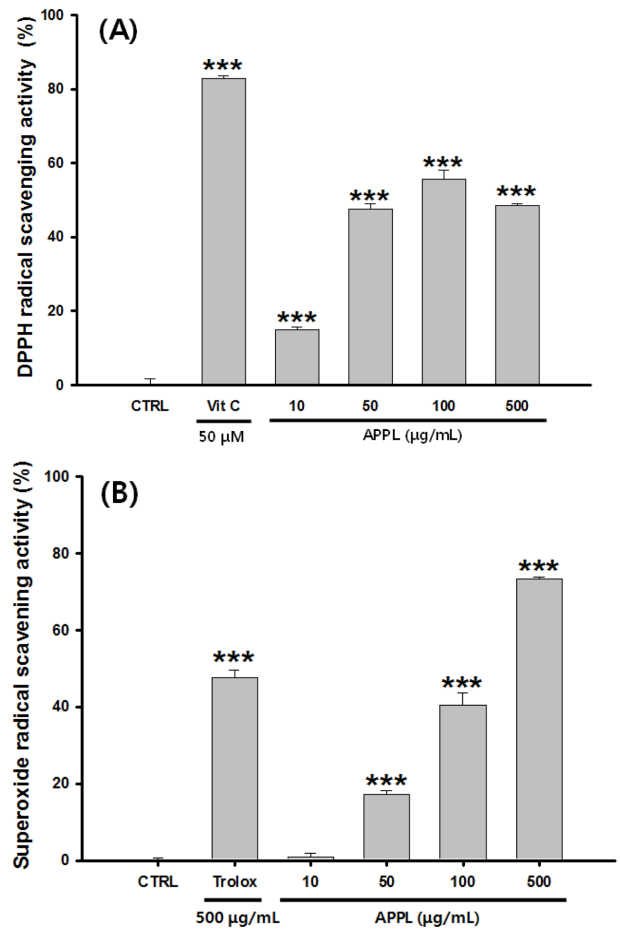 (A)
DPPH radical scavenging activity (%)
100
80
60
40
20
0
***
***
***
***
***
CTRL Vit C 10 50 100 500
50 μM APPL (μg/mL)
(B)
Superoxide radical scavening activity (%)
100
80
60
40
20
0
***
***
***
***
CTRL Trolox 10 50 100 500
500 μg/mL APPL (μg/mL)